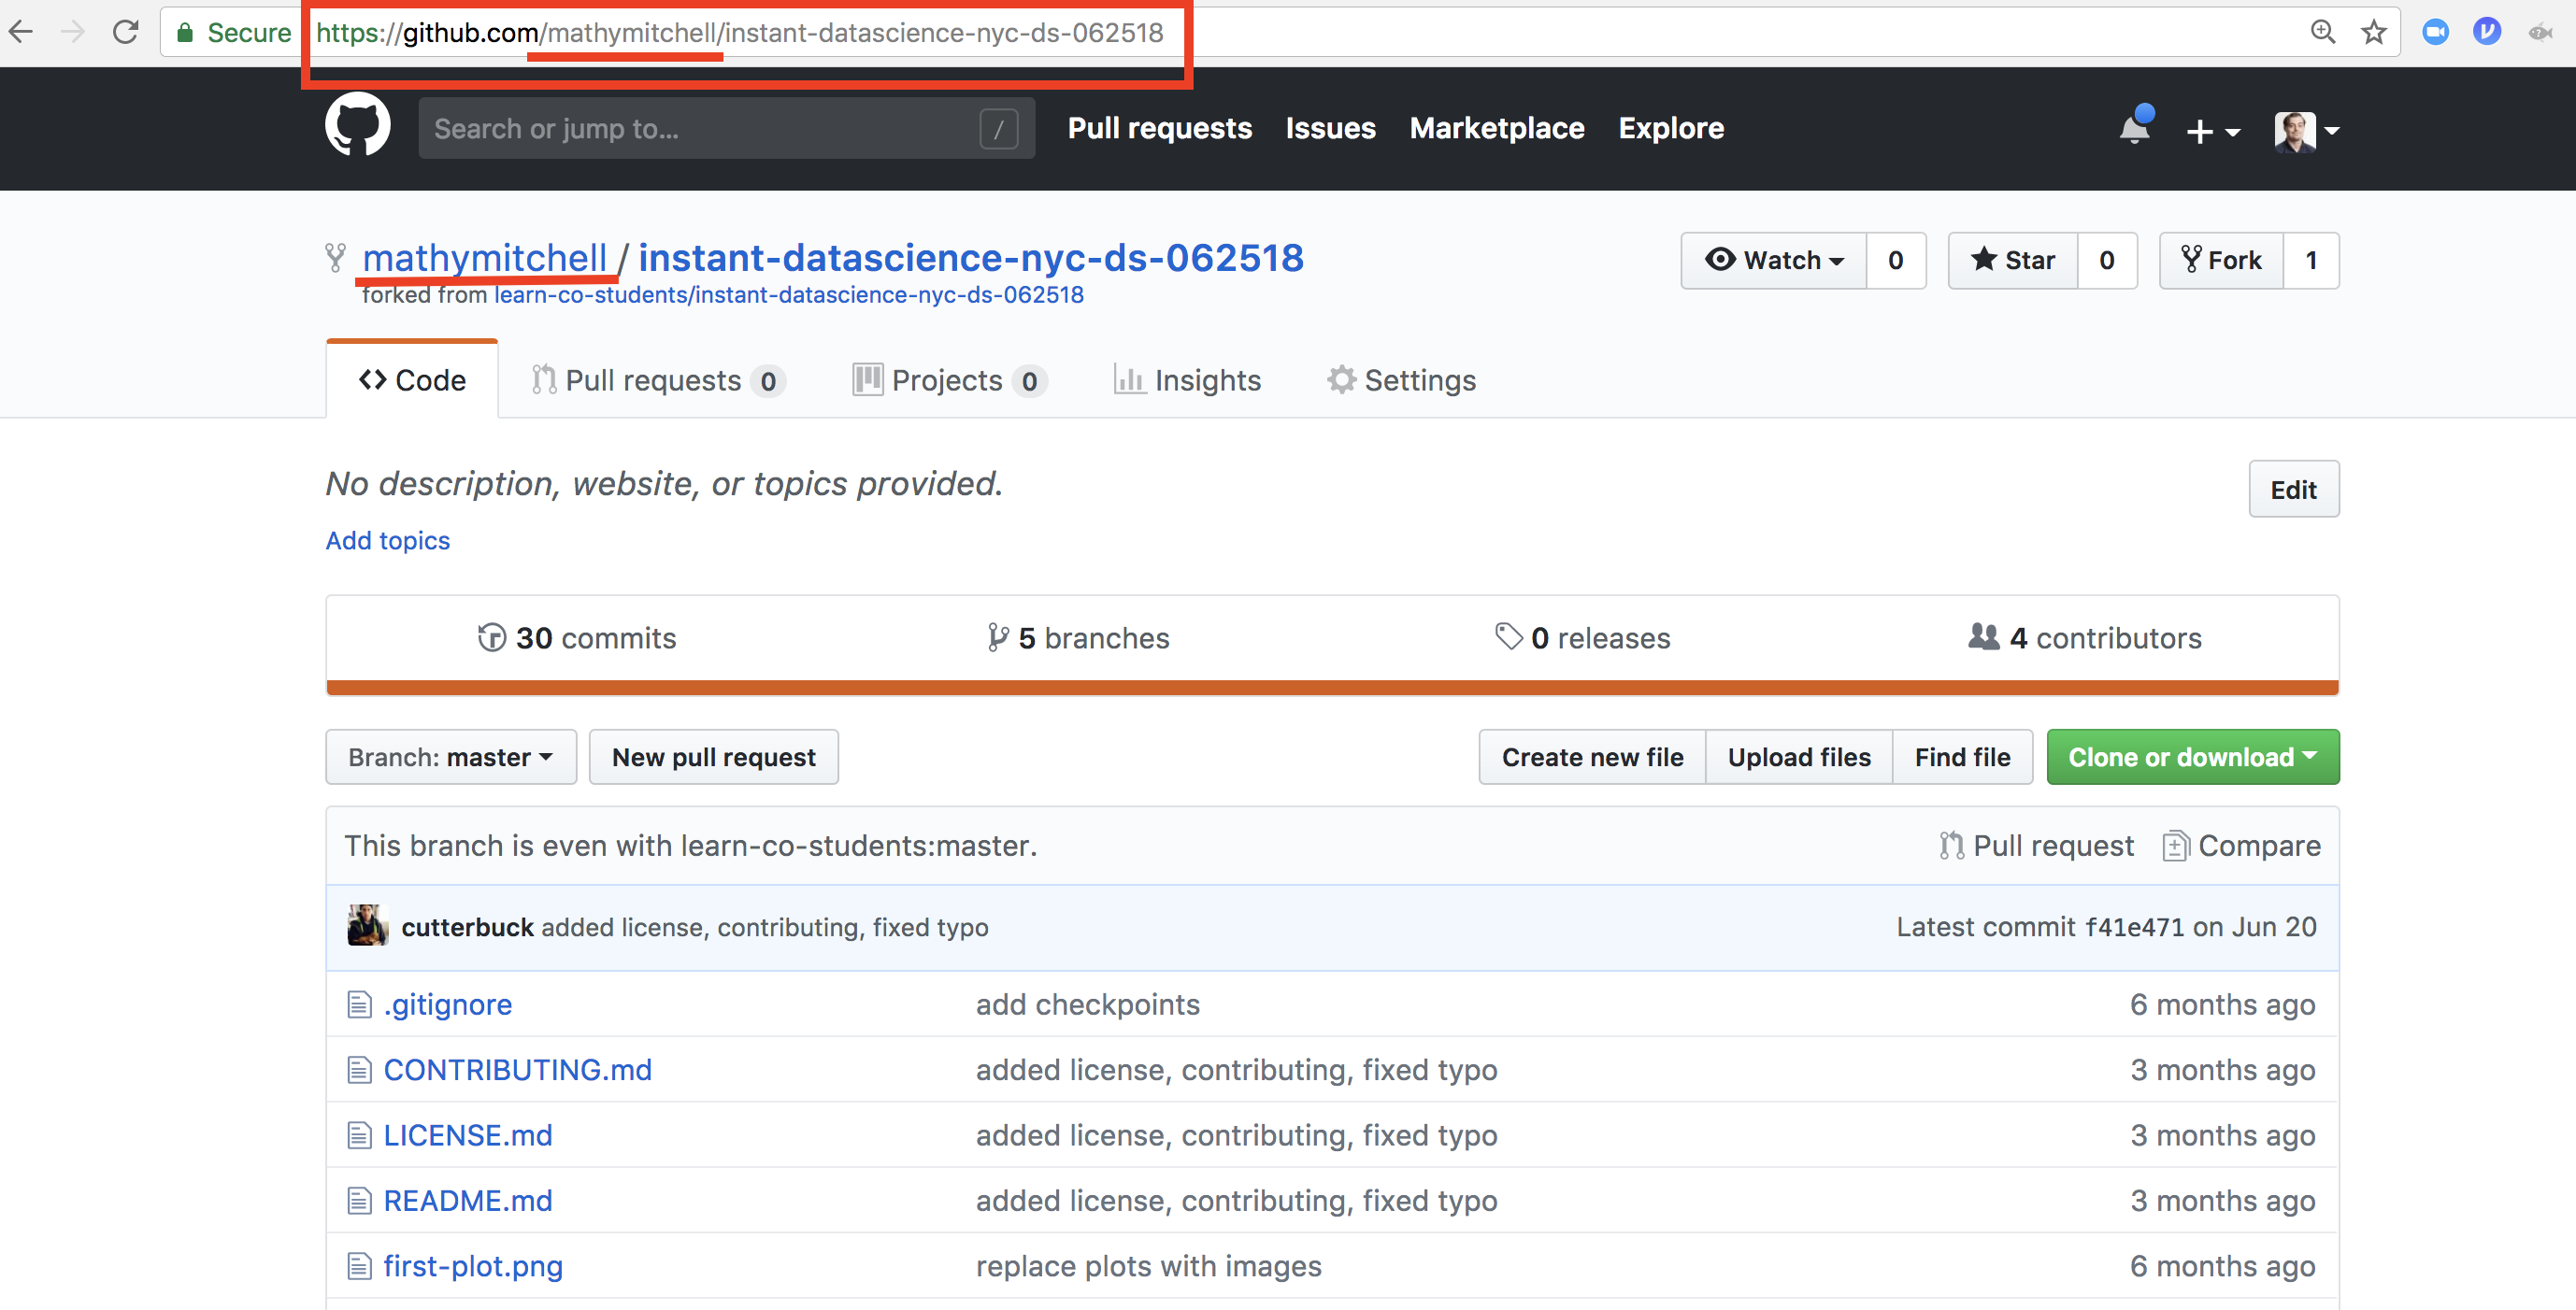 Secure https://github.com/mathymitchell/instant-datascience-nyc-ds-062518
Search or jump to... / Pull requests Issues Marketplace Explore
mathymitchell / instant-datascience-nyc-ds-062518 Watch 0 Star 0 Fork 1
forked from learn-co-students/instant-datascience-nyc-ds-062518
Code Pull requests 0 Projects 0 Insights Settings
No description, website, or topics provided. Edit
Add topics
30 commits 5 branches 0 releases 4 contributors
Branch: master New pull request Create new file Upload files Find file Clone or download
This branch is even with learn-co-students:master. Pull request Compare
cutterbuck added license, contributing, fixed typo Latest commit f41e471 on Jun 20
.gitignore add checkpoints 6 months ago
CONTRIBUTING.md added license, contributing, fixed typo 3 months ago
LICENSE.md added license, contributing, fixed typo 3 months ago
README.md added license, contributing, fixed typo 3 months ago
first-plot.png replace plots with images 6 months ago